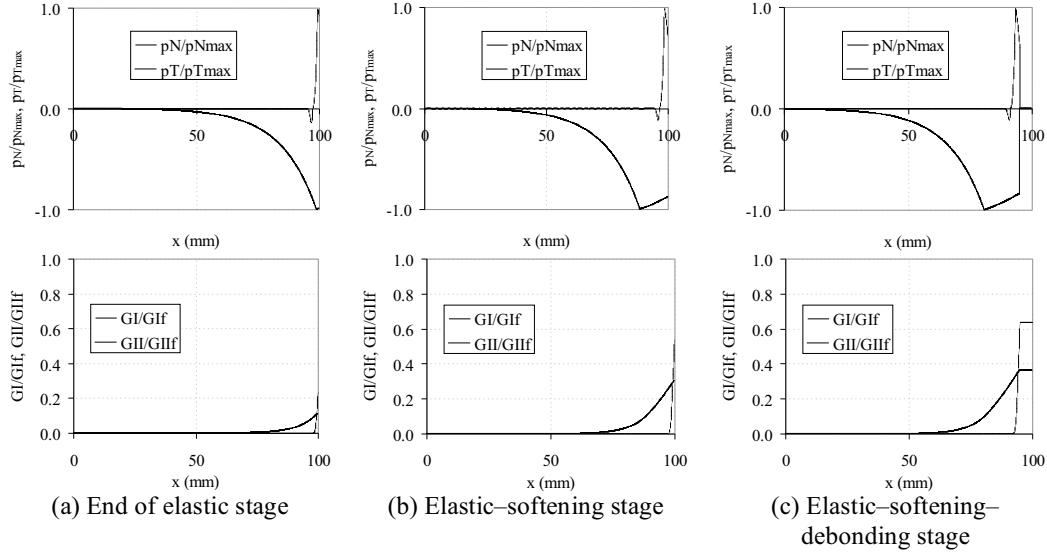 1.0
0.0
-1.0
0
50
100
pN/pNmax, pT/pTmax
x (mm)
pN/pNmax
pT/pTmax
1.0
0.0
-1.0
0
50
100
pN/pNmax, pT/pTmax
x (mm)
pN/pNmax
pT/pTmax
1.0
0.0
-1.0
0
50
100
pN/pNmax, pT/pTmax
x (mm)
pN/pNmax
pT/pTmax
1.0
0.8
0.6
0.4
0.2
0.0
0
50
100
GI/GIf, GII/GIIf
x (mm)
GI/GIf
GII/GIIf
1.0
0.8
0.6
0.4
0.2
0.0
0
50
100
GI/GIf, GII/GIIf
x (mm)
GI/GIf
GII/GIIf
1.0
0.8
0.6
0.4
0.2
0.0
0
50
100
GI/GIf, GII/GIIf
x (mm)
GI/GIf
GII/GIIf
(a) End of elastic stage
(b) Elastic–softening stage
(c) Elastic–softening–
debonding stage